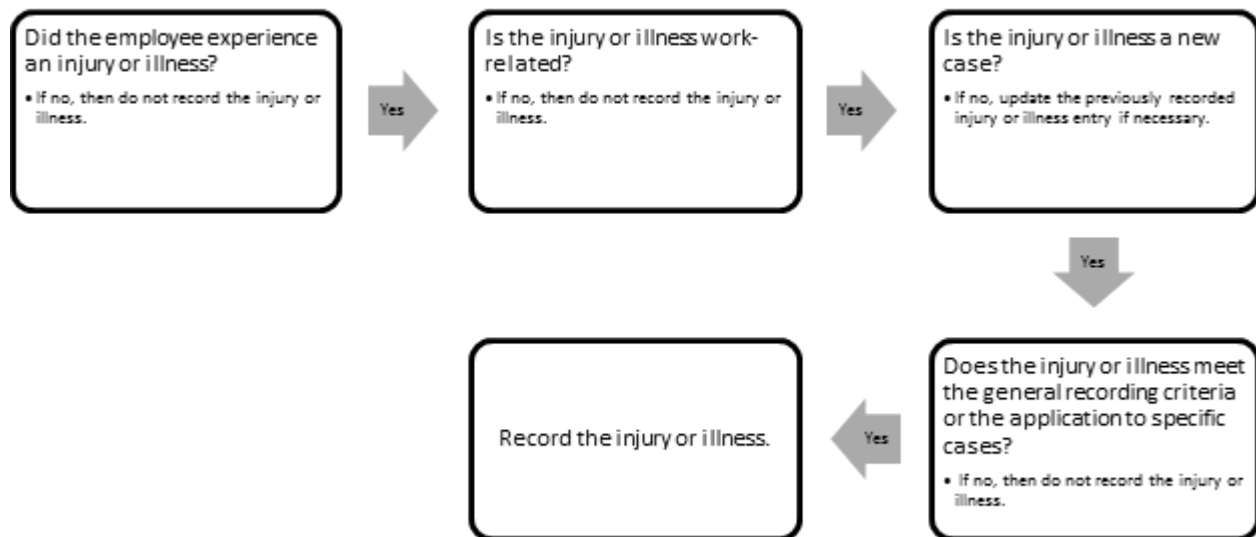 Did the employee experience
an injury or illness?
• If no, then do not record the injury or
illness.
Yes
Is the injury or illness work-
related?
• If no, then do not record the injury or
illness.
Yes
Is the injury or illness a new
case?
• If no, update the previously recorded
injury or illness entry if necessary.
Yes
Does the injury or illness meet
the general recording criteria
or the application to specific
cases?
• If no, then do not record the injury or
illness.
Yes
Record the injury or illness.